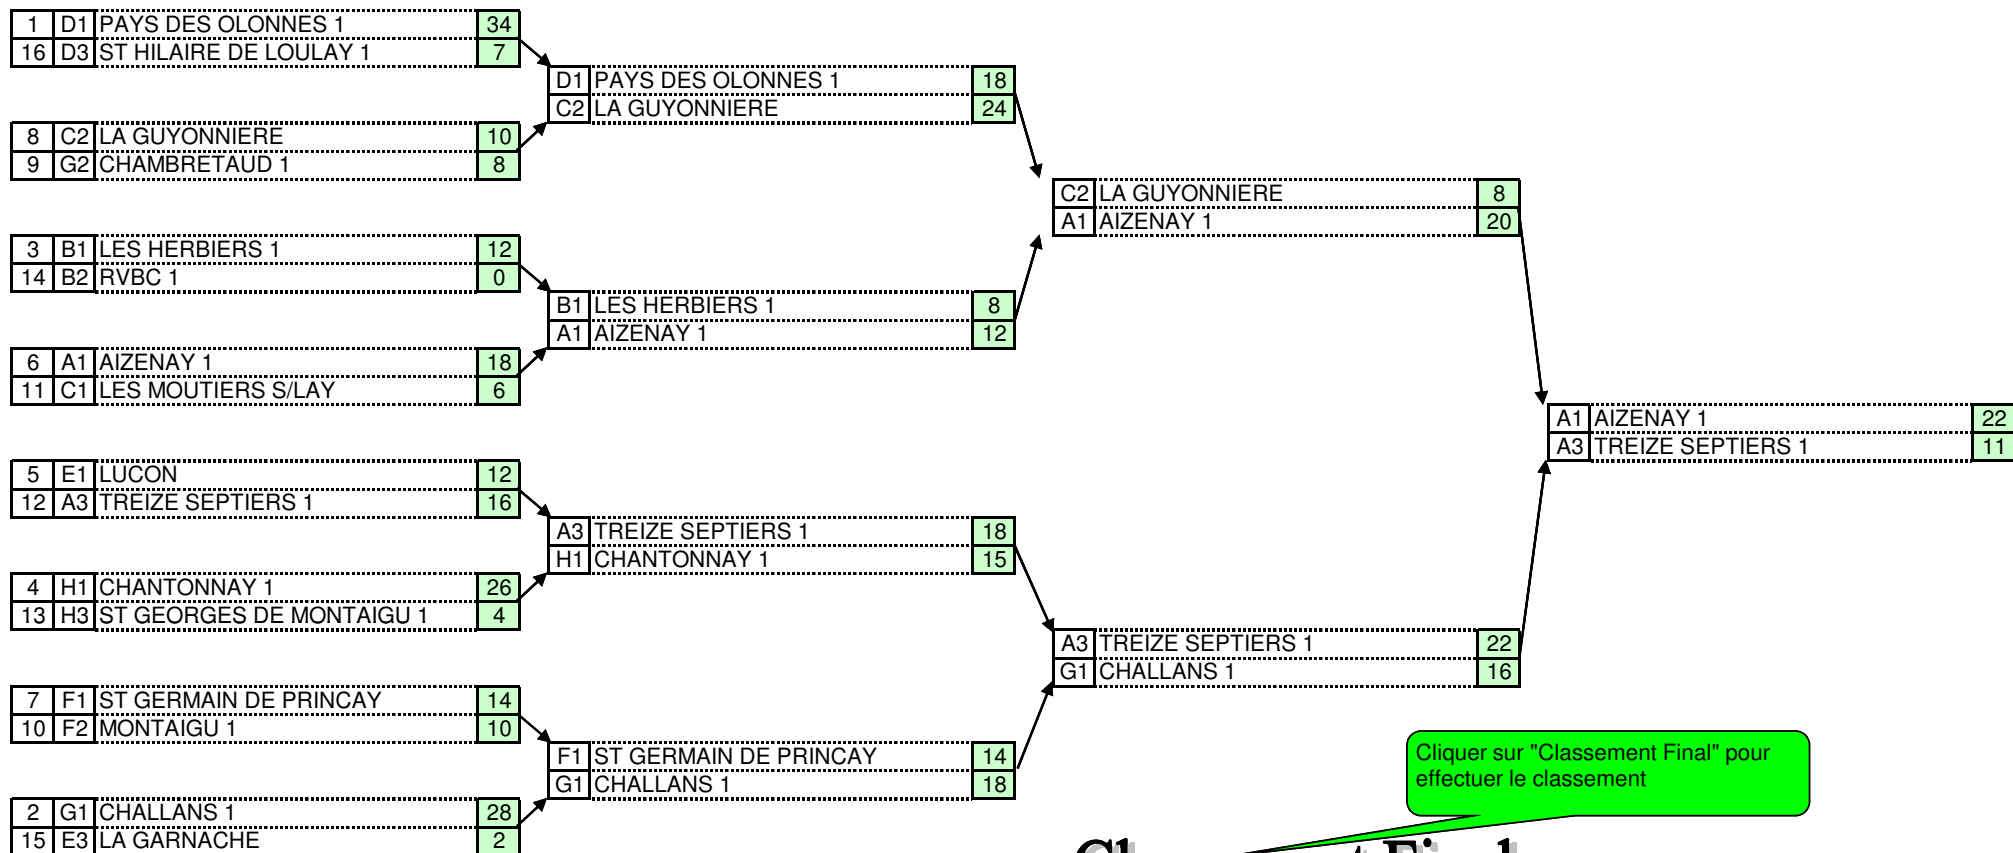 1 D1 PAYS DES OLONNES 1 34
16 D3 ST HILAIRE DE LOULAY 1 7
8 C2 LA GUYONNIERE 10
9 G2 CHAMBRETAUD 1 8
3 B1 LES HERBIERS 1 12
14 B2 RVBC 1 0
6 A1 AIZENAY 1 18
11 C1 LES MOUTIERS S/LAY 6
5 E1 LUCON 12
12 A3 TREIZE SEPTIERS 1 16
4 H1 CHANTONNAY 1 26
13 H3 ST GEORGES DE MONTAIGU 1 4
7 F1 ST GERMAIN DE PRINCAY 14
10 F2 MONTAIGU 1 10
2 G1 CHALLANS 1 28
15 E3 LA GARNACHE 2
D1 PAYS DES OLONNES 1 18
C2 LA GUYONNIERE 24
B1 LES HERBIERS 1 8
A1 AIZENAY 1 12
A3 TREIZE SEPTIERS 1 18
H1 CHANTONNAY 1 15
F1 ST GERMAIN DE PRINCAY 14
G1 CHALLANS 1 18
C2 LA GUYONNIERE 8
A1 AIZENAY 1 20
A3 TREIZE SEPTIERS 1 22
G1 CHALLANS 1 16
A1 AIZENAY 1 22
A3 TREIZE SEPTIERS 1 11
Cliquer sur "Classement Final" pour
effectuer le classement